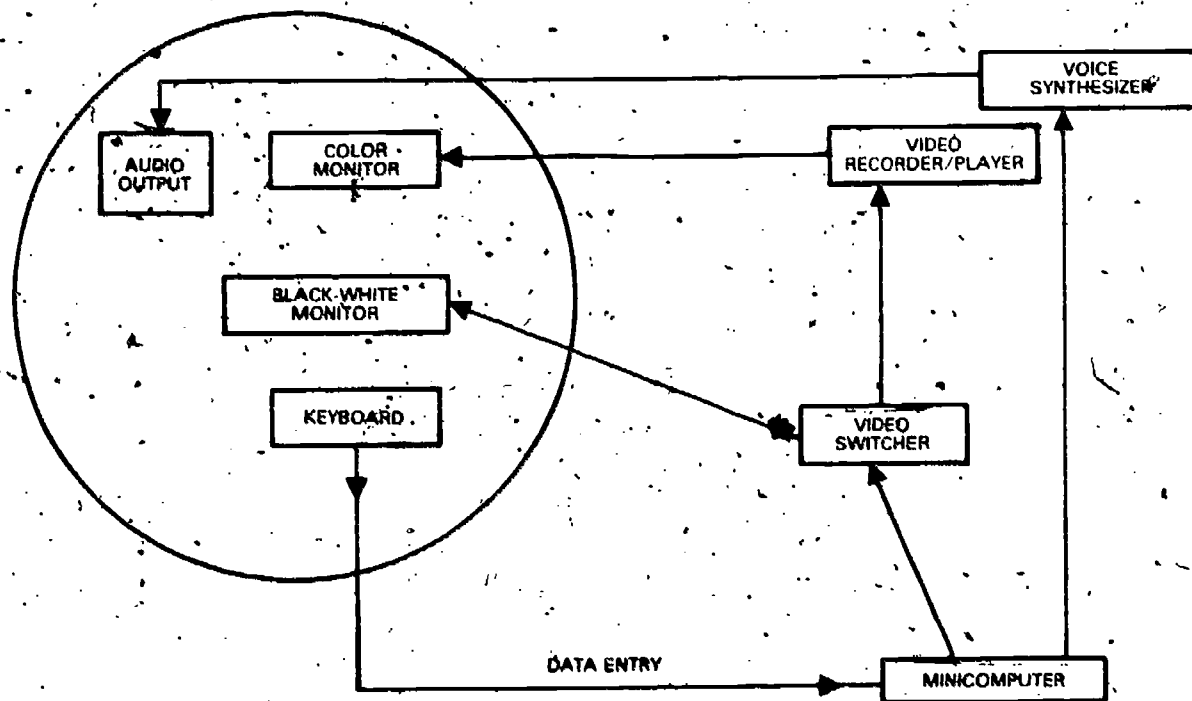 VOICE
SYNTHESIZER
VIDEO
RECORDER/PLAYER
COLOR
MONITOR
AUDIO
OUTPUT
BLACK-WHITE
MONITOR
KEYBOARD
VIDEO
SWITCHER
DATA ENTRY
MINICOMPUTER